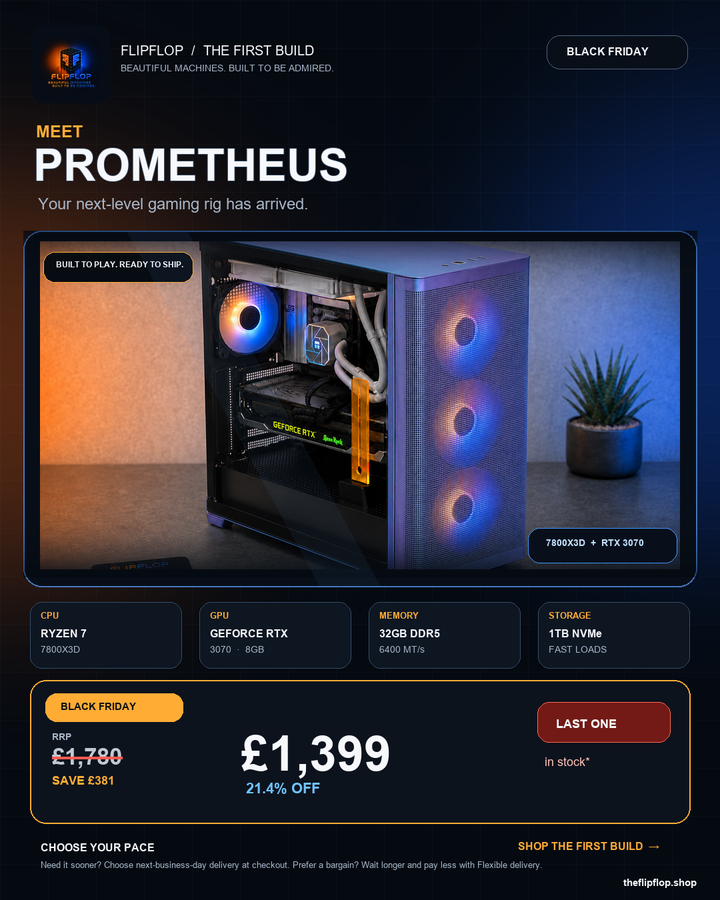 FLIPFLOP / THE FIRST BUILD
BEAUTIFUL MACHINES. BUILT TO BE ADMIRED.
BLACK FRIDAY
FLIPFLOP
MEET
PROMETHEUS
Your next-level gaming rig has arrived.
BUILT TO PLAY. READY TO SHIP.
GEFORCE RTX
7800X3D + RTX 3070
CPU
RYZEN 7
7800X3D
GPU
GEFORCE RTX
3070 · 8GB
MEMORY
32GB DDR5
6400 MT/s
STORAGE
1TB NVMe
FAST LOADS
BLACK FRIDAY
RRP
£1,780
SAVE £381
£1,399
21.4% OFF
LAST ONE
in stock*
CHOOSE YOUR PACE
Need it sooner? Choose next-business-day delivery at checkout. Prefer a bargain? Wait longer and pay less with Flexible delivery.
SHOP THE FIRST BUILD →
theflipflop.shop